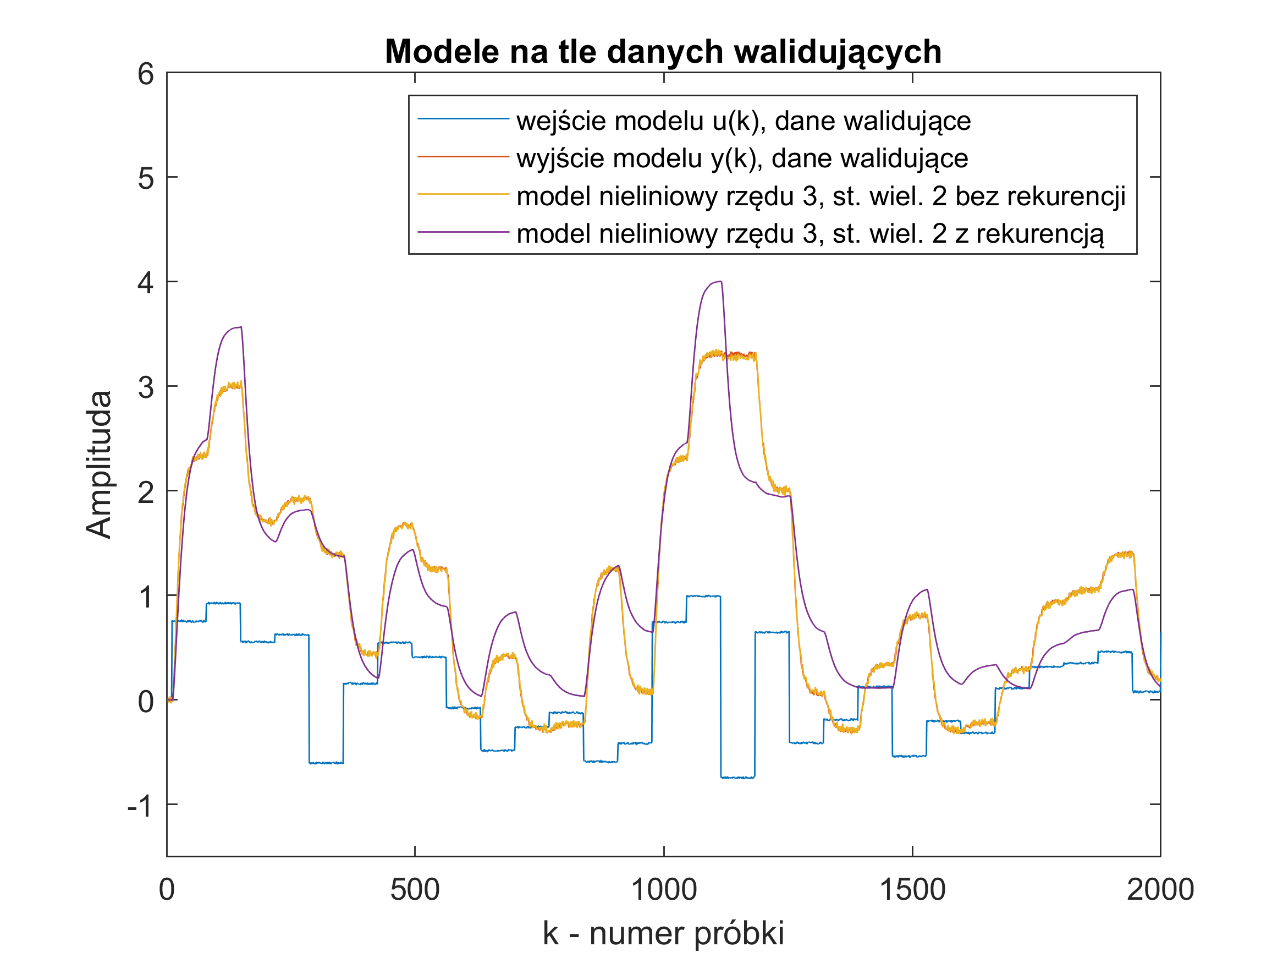 Modele na tle danych walidujących
wejście modelu u(k), dane walidujące
wyjście modelu y(k), dane walidujące
model nieliniowy rzędu 3, st. wiel. 2 bez rekurencji
model nieliniowy rzędu 3, st. wiel. 2 z rekurencją
6
5
4
3
2
1
0
-1
Amplituda
0 500 1000 1500 2000
k - numer próbki